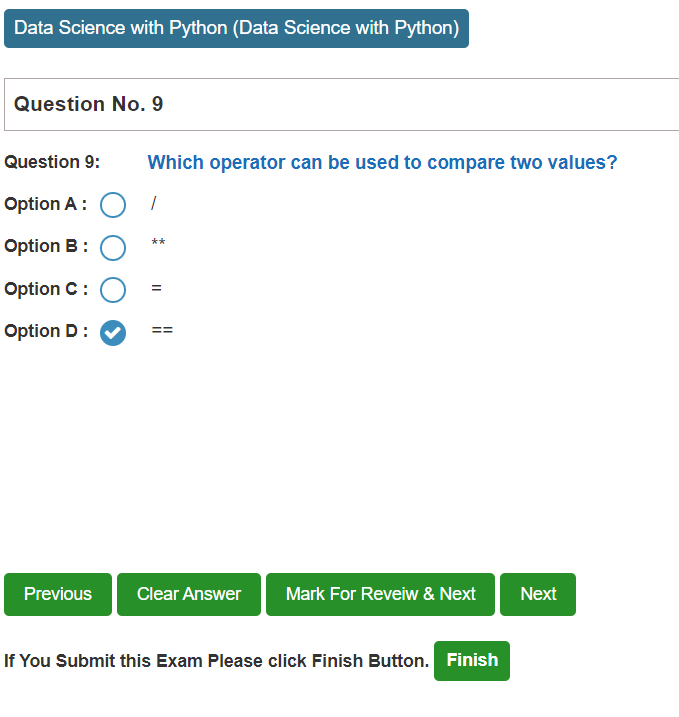 Data Science with Python (Data Science with Python)
Question No. 9
Question 9: Which operator can be used to compare two values?
Option A : /
Option B : **
Option C : =
Option D : ==
Previous Clear Answer Mark For Reveiw & Next Next
If You Submit this Exam Please click Finish Button. Finish